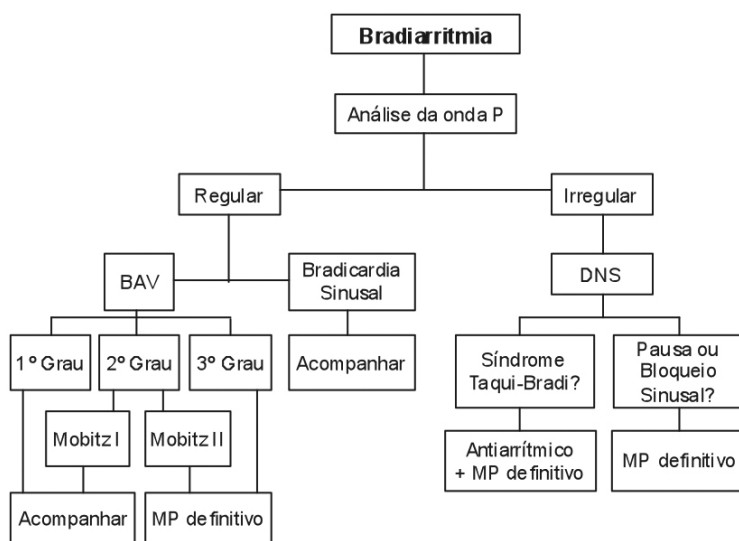 Bradiarritmia
Análise da onda P
Regular
Irregular
BAV
Bradicardia
Sinusal
DNS
1º Grau
2º Grau
3º Grau
Acompanhar
Síndrome
Taqui-Bradi?
Pausa ou
Bloqueio
Sinusal?
Mobitz I
Mobitz II
Antiarrítmico
+ MP definitivo
MP definitivo
Acompanhar
MP definitivo